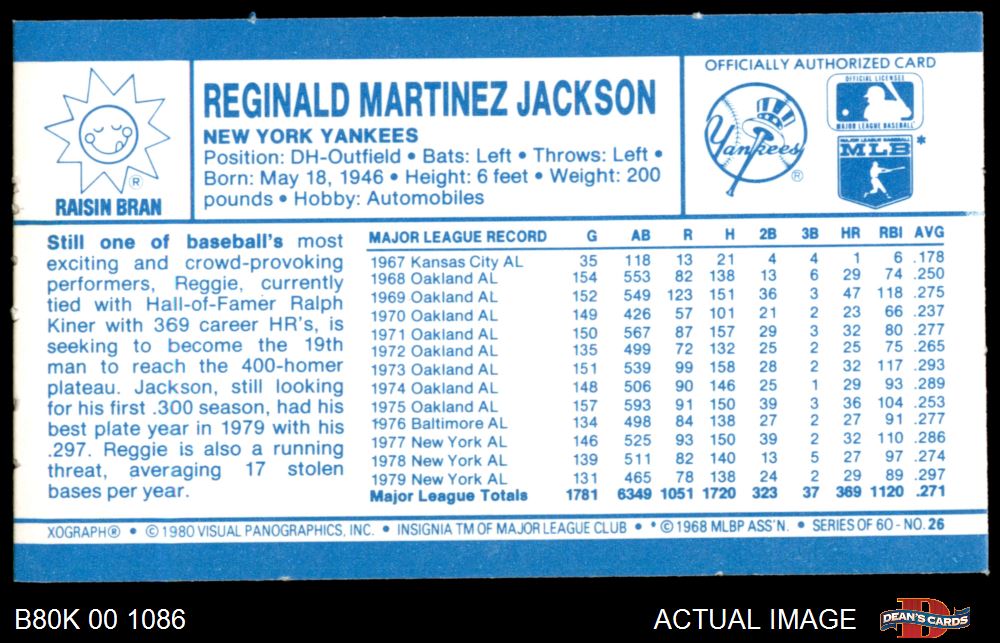 RAISIN BRAN
®
REGINALD MARTINEZ JACKSON
NEW YORK YANKEES
Position: DH-Outfield • Bats: Left • Throws: Left •
Born: May 18, 1946 • Height: 6 feet • Weight: 200
pounds • Hobby: Automobiles
OFFICIALLY AUTHORIZED CARD
Yankees
®
OFFICIAL LICENSEE
MAJOR LEAGUE BASEBALL
MAJOR LEAGUE BASEBALL
MLB*
Still one of baseball's most
exciting and crowd-provoking
performers, Reggie, currently
tied with Hall-of-Famer Ralph
Kiner with 369 career HR's, is
seeking to become the 19th
man to reach the 400-homer
plateau. Jackson, still looking
for his first .300 season, had his
best plate year in 1979 with his
.297. Reggie is also a running
threat, averaging 17 stolen
bases per year.
MAJOR LEAGUE RECORD G AB R H 2B 3B HR RBI AVG
1967 Kansas City AL 35 118 13 21 4 4 1 6 .178
1968 Oakland AL 154 553 82 138 13 6 29 74 .250
1969 Oakland AL 152 549 123 151 36 3 47 118 .275
1970 Oakland AL 149 426 57 101 21 2 23 66 .237
1971 Oakland AL 150 567 87 157 29 3 32 80 .277
1972 Oakland AL 135 499 72 132 25 2 25 75 .265
1973 Oakland AL 151 539 99 158 28 2 32 117 .293
1974 Oakland AL 148 506 90 146 25 1 29 93 .289
1975 Oakland AL 157 593 91 150 39 3 36 104 .253
1976 Baltimore AL 134 498 84 138 27 2 27 91 .277
1977 New York AL 146 525 93 150 39 2 32 110 .286
1978 New York AL 139 511 82 140 13 5 27 97 .274
1979 New York AL 131 465 78 138 24 2 29 89 .297
Major League Totals 1781 6349 1051 1720 323 37 369 1120 .271
XOGRAPH® • © 1980 VISUAL PANOGRAPHICS, INC. • INSIGNIA TM OF MAJOR LEAGUE CLUB • * © 1968 MLBP ASS'N. • SERIES OF 60 - NO. 26
B80K 00 1086
ACTUAL IMAGE
D
DEAN'S CARDS